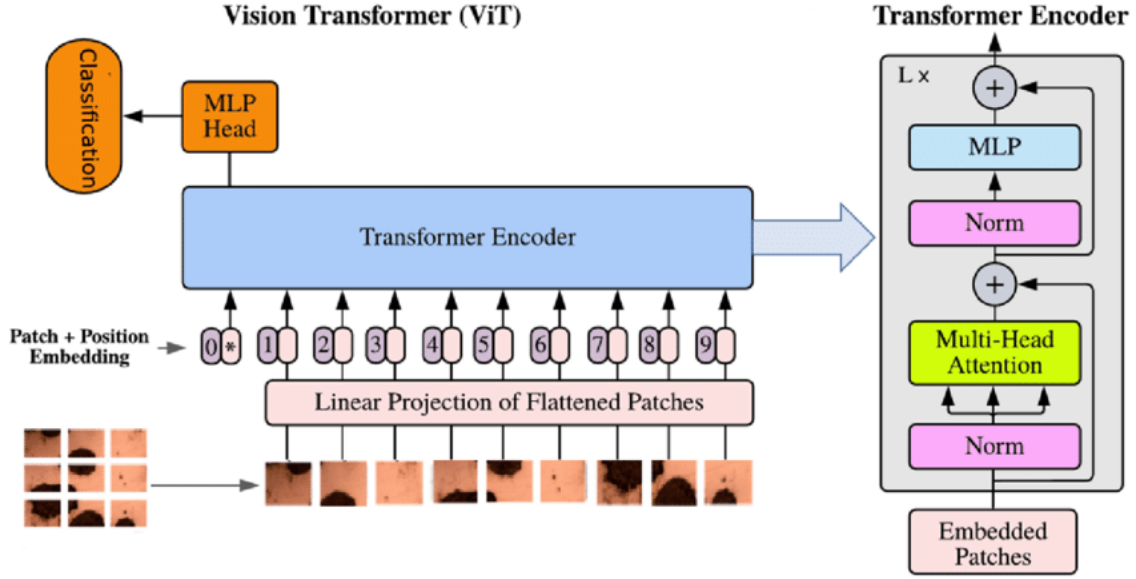 Vision Transformer (ViT)
Classification
MLP
Head
Transformer Encoder
Patch + Position
Embedding
0 * 1 2 3 4 5 6 7 8 9
Linear Projection of Flattened Patches
Transformer Encoder
L x
+
MLP
Norm
+
Multi-Head
Attention
Norm
Embedded
Patches